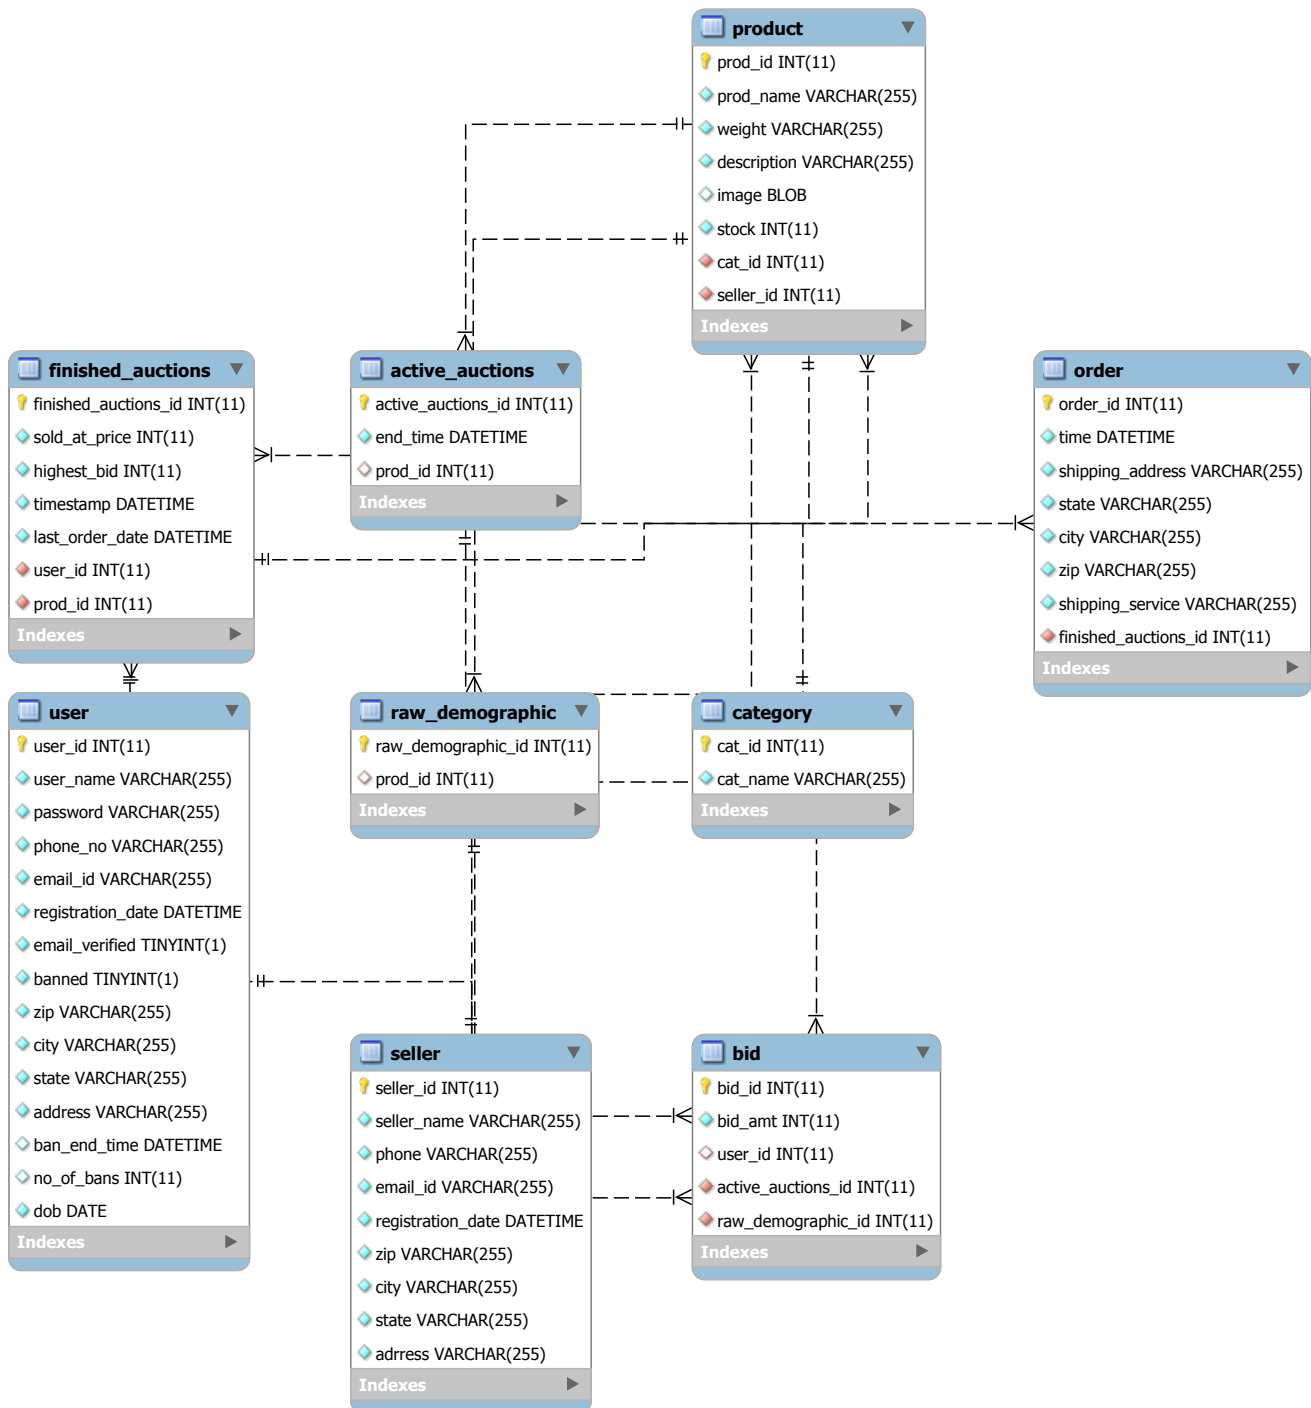 product
prod_id INT(11)
prod_name VARCHAR(255)
weight VARCHAR(255)
description VARCHAR(255)
image BLOB
stock INT(11)
cat_id INT(11)
seller_id INT(11)
Indexes
finished_auctions
finished_auctions_id INT(11)
sold_at_price INT(11)
highest_bid INT(11)
timestamp DATETIME
last_order_date DATETIME
user_id INT(11)
prod_id INT(11)
Indexes
active_auctions
active_auctions_id INT(11)
end_time DATETIME
prod_id INT(11)
Indexes
order
order_id INT(11)
time DATETIME
shipping_address VARCHAR(255)
state VARCHAR(255)
city VARCHAR(255)
zip VARCHAR(255)
shipping_service VARCHAR(255)
finished_auctions_id INT(11)
Indexes
user
user_id INT(11)
user_name VARCHAR(255)
password VARCHAR(255)
phone_no VARCHAR(255)
email_id VARCHAR(255)
registration_date DATETIME
email_verified TINYINT(1)
banned TINYINT(1)
zip VARCHAR(255)
city VARCHAR(255)
state VARCHAR(255)
address VARCHAR(255)
ban_end_time DATETIME
no_of_bans INT(11)
dob DATE
Indexes
raw_demographic
raw_demographic_id INT(11)
prod_id INT(11)
Indexes
category
cat_id INT(11)
cat_name VARCHAR(255)
Indexes
seller
seller_id INT(11)
seller_name VARCHAR(255)
phone VARCHAR(255)
email_id VARCHAR(255)
registration_date DATETIME
zip VARCHAR(255)
city VARCHAR(255)
state VARCHAR(255)
adrress VARCHAR(255)
Indexes
bid
bid_id INT(11)
bid_amt INT(11)
user_id INT(11)
active_auctions_id INT(11)
raw_demographic_id INT(11)
Indexes